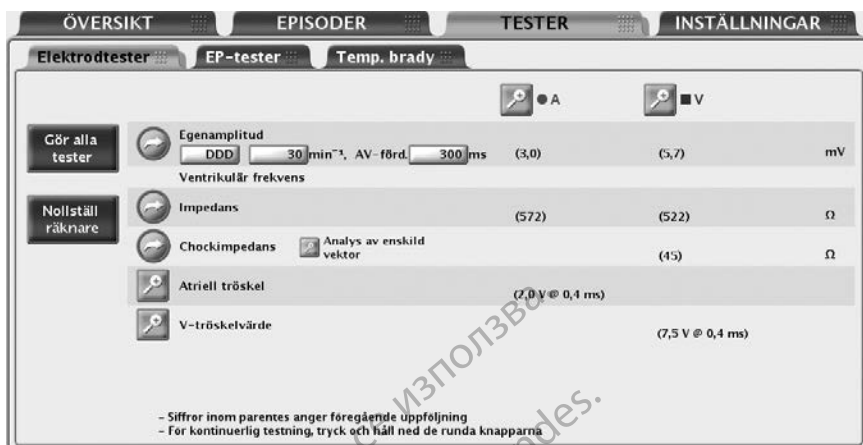 ÖVERSIKT EPISODER TESTER INSTÄLLNINGAR
Elektrodtester EP-tester Temp. brady
A V
Gör alla tester
Egenamplitud
DDD 30 min⁻¹, AV-förd. 300 ms (3,0) (5,7) mV
Ventrikulär frekvens
Nollställ räknare
Impedans (572) (522) Ω
Chockimpedans Analys av enskild vektor (45) Ω
Atriell tröskel (2,0 V @ 0,4 ms)
V-tröskelvärde (7,5 V @ 0,4 ms)
- Siffror inom parentes anger föregående uppföljning
- För kontinuerlig testning, tryck och håll ned de runda knapparna
се използва